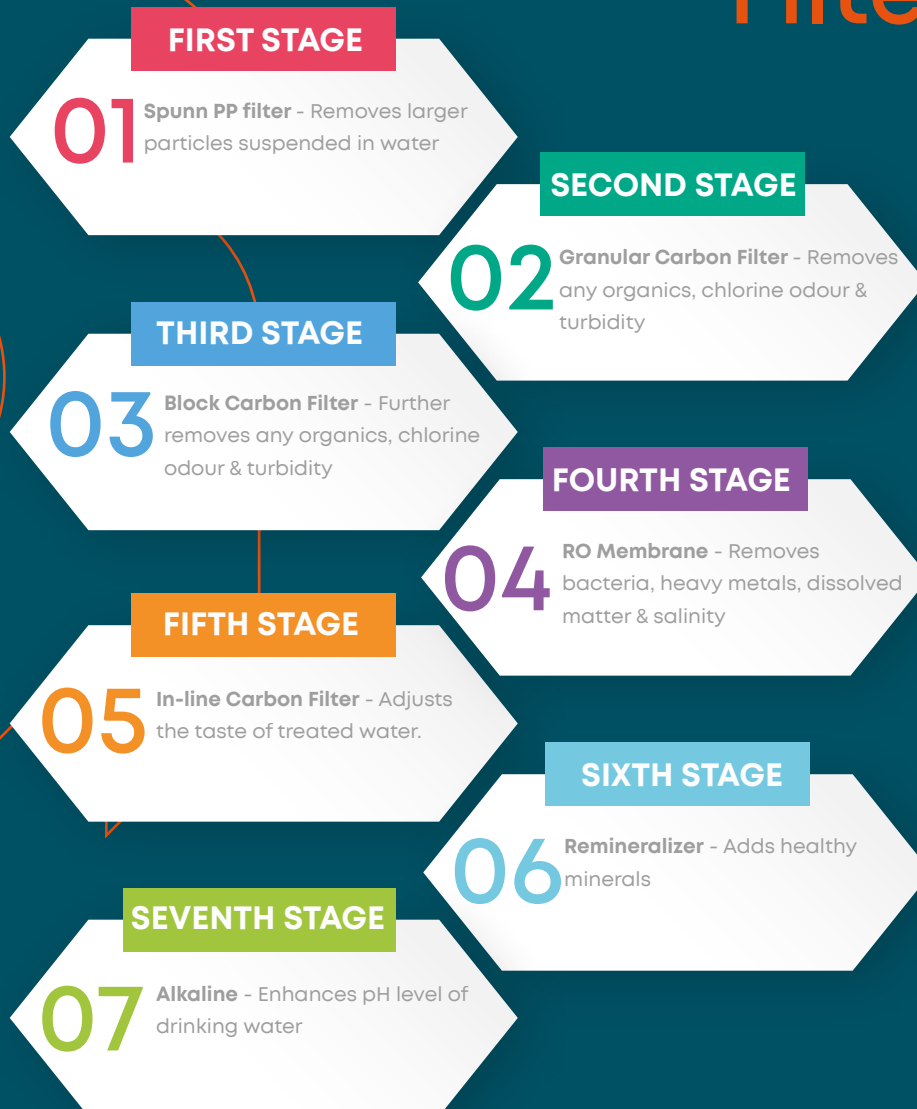 FIRST STAGE
01
Spunn PP filter - Removes larger
particles suspended in water
SECOND STAGE
02
Granular Carbon Filter - Removes
any organics, chlorine odour &
turbidity
THIRD STAGE
03
Block Carbon Filter - Further
removes any organics, chlorine
odour & turbidity
FOURTH STAGE
04
RO Membrane - Removes
bacteria, heavy metals, dissolved
matter & salinity
FIFTH STAGE
05
In-line Carbon Filter - Adjusts
the taste of treated water.
SIXTH STAGE
06
Remineralizer - Adds healthy
minerals
SEVENTH STAGE
07
Alkaline - Enhances pH level of
drinking water